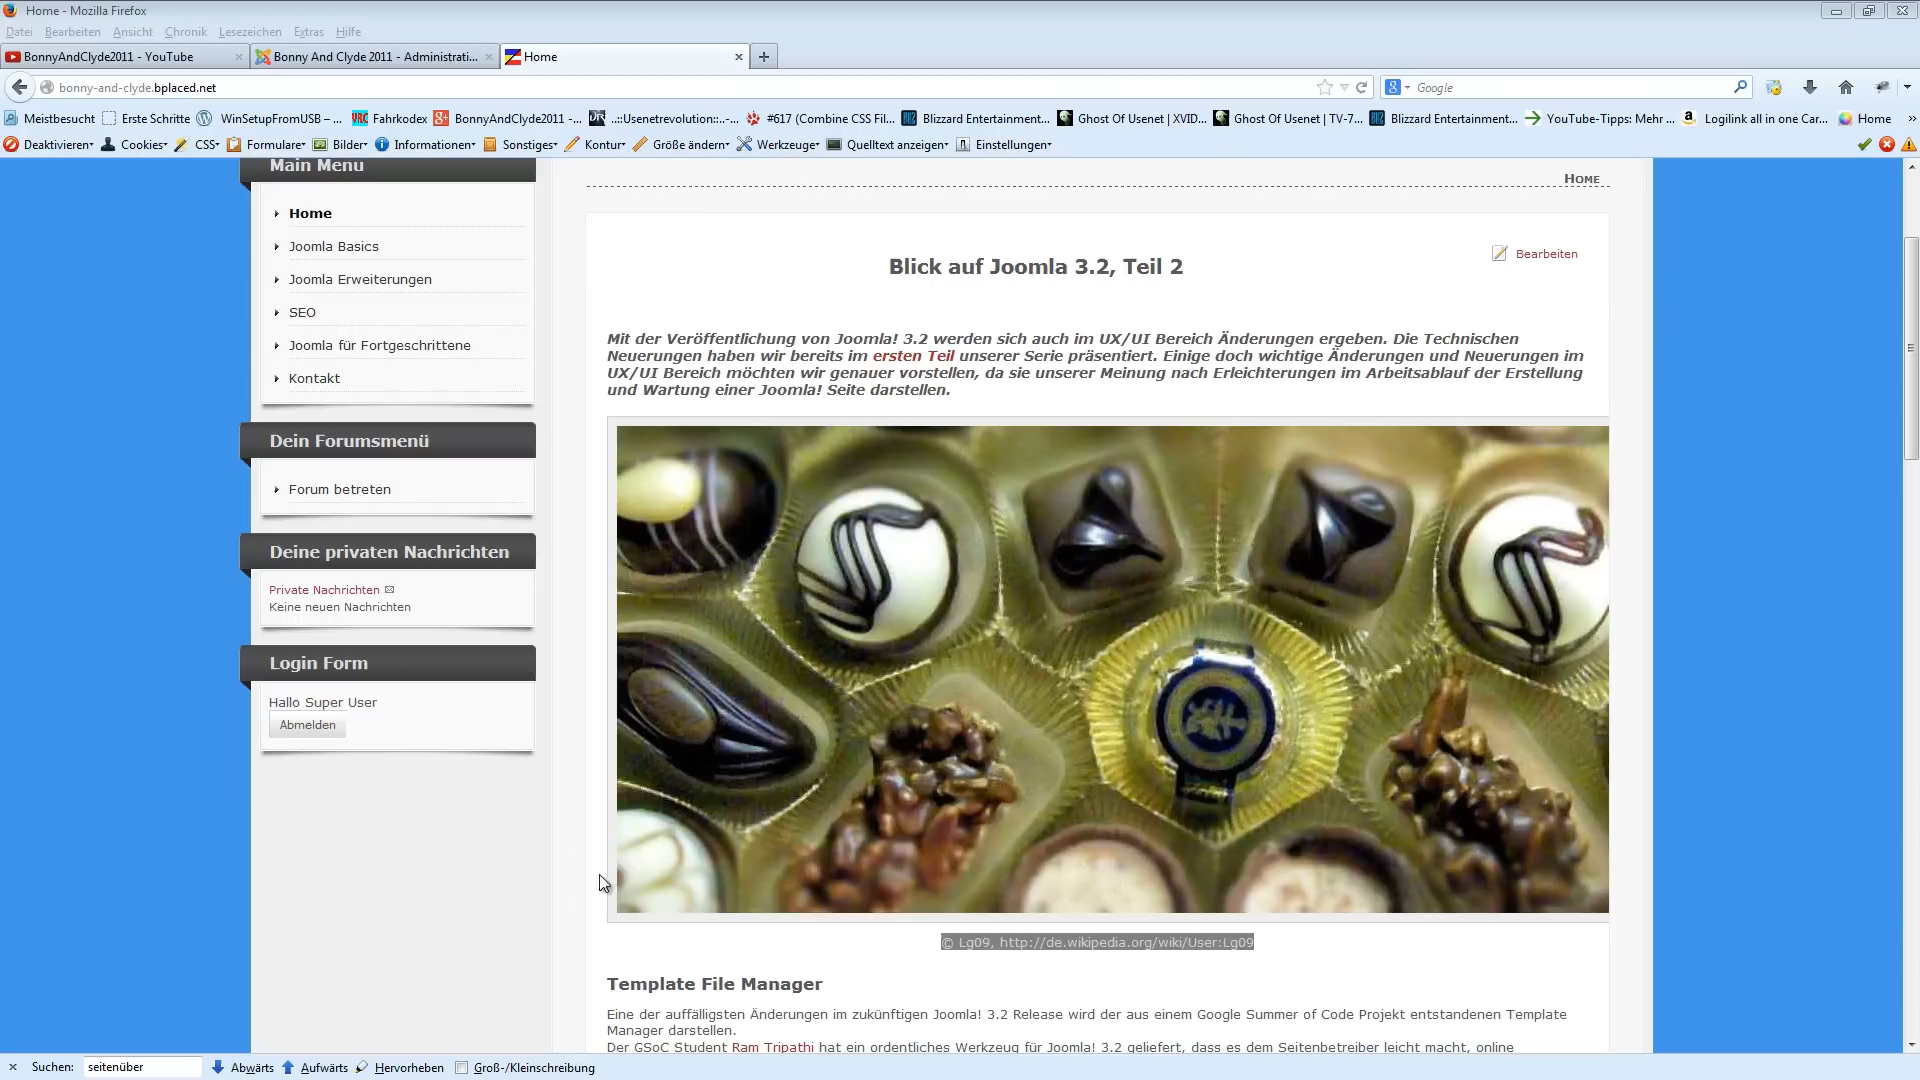 Home - Mozilla Firefox
Datei Bearbeiten Ansicht Chronik Lesezeichen Extras Hilfe
BonnyAndClyde2011 - YouTube
Bonny And Clyde 2011 - Administrati...
Home
bonny-and-clyde.bplaced.net
Google
Meistbesucht Erste Schritte WinSetupFromUSB – ... Fahrkodex BonnyAndClyde2011 -... ..::Usenetrevolution::..-... #617 (Combine CSS Fil... Blizzard Entertainment... Ghost Of Usenet | XVID... Ghost Of Usenet | TV-7... Blizzard Entertainment... YouTube-Tipps: Mehr ... Logilink all in one Car... Home »
Deaktivieren Cookies CSS Formulare Bilder Informationen Sonstiges Kontur Größe ändern Werkzeuge Quelltext anzeigen Einstellungen
Main Menu
Home
Joomla Basics
Joomla Erweiterungen
SEO
Joomla für Fortgeschrittene
Kontakt
Dein Forumsmenü
Forum betreten
Deine privaten Nachrichten
Private Nachrichten
Keine neuen Nachrichten
Login Form
Hallo Super User
Abmelden
HOME
Bearbeiten
Blick auf Joomla 3.2, Teil 2
Mit der Veröffentlichung von Joomla! 3.2 werden sich auch im UX/UI Bereich Änderungen ergeben. Die Technischen
Neuerungen haben wir bereits im ersten Teil unserer Serie präsentiert. Einige doch wichtige Änderungen und Neuerungen im
UX/UI Bereich möchten wir genauer vorstellen, da sie unserer Meinung nach Erleichterungen im Arbeitsablauf der Erstellung
und Wartung einer Joomla! Seite darstellen.
© Lg09, http://de.wikipedia.org/wiki/User:Lg09
Template File Manager
Eine der auffälligsten Änderungen im zukünftigen Joomla! 3.2 Release wird der aus einem Google Summer of Code Projekt entstandenen Template
Manager darstellen.
Der GSoC Student Ram Tripathi hat ein ordentliches Werkzeug für Joomla! 3.2 geliefert, dass es dem Seitenbetreiber leicht macht, online
Suchen: seitenüber Abwärts Aufwärts Hervorheben Groß-/Kleinschreibung